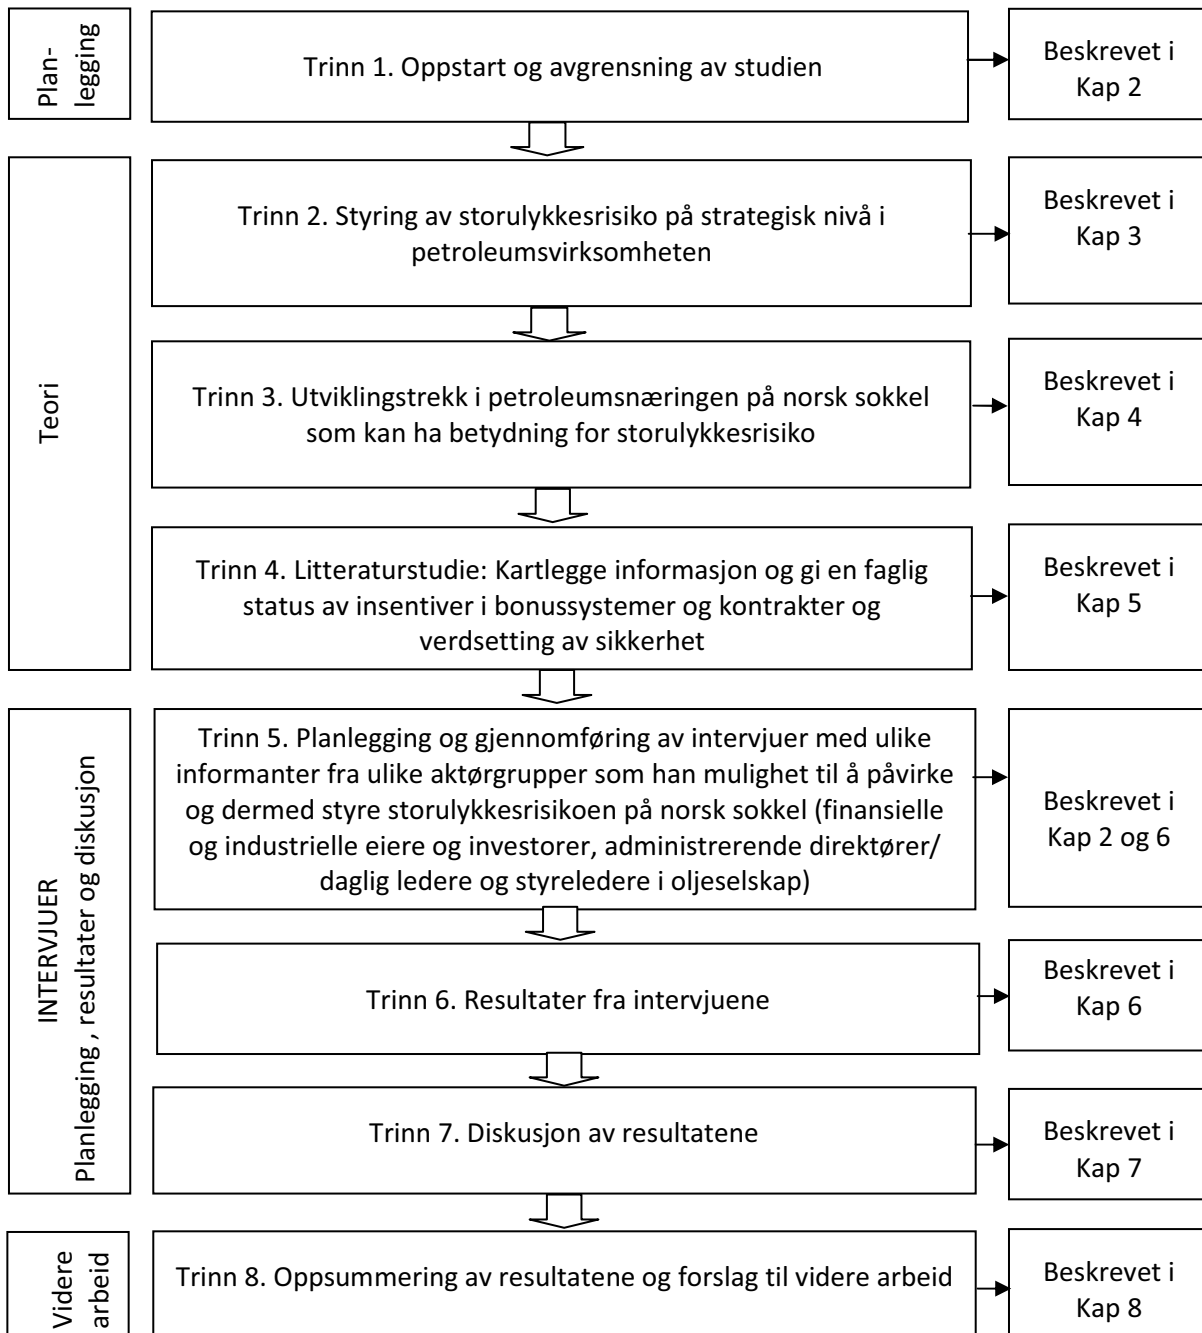 Plan-
legging
Trinn 1. Oppstart og avgrensning av studien
Beskrevet i
Kap 2
Teori
Trinn 2. Styring av storulykkesrisiko på strategisk nivå i
petroleumsvirksomheten
Beskrevet i
Kap 3
Trinn 3. Utviklingstrekk i petroleumsnæringen på norsk sokkel
som kan ha betydning for storulykkesrisiko
Beskrevet i
Kap 4
Trinn 4. Litteraturstudie: Kartlegge informasjon og gi en faglig
status av insentiver i bonussystemer og kontrakter og
verdsetting av sikkerhet
Beskrevet i
Kap 5
INTERVJUER
Planlegging , resultater og diskusjon
Trinn 5. Planlegging og gjennomføring av intervjuer med ulike
informanter fra ulike aktørgrupper som han mulighet til å påvirke
og dermed styre storulykkesrisikoen på norsk sokkel (finansielle
og industrielle eiere og investorer, administrerende direktører/
daglig ledere og styreledere i oljeselskap)
Beskrevet i
Kap 2 og 6
Trinn 6. Resultater fra intervjuene
Beskrevet i
Kap 6
Trinn 7. Diskusjon av resultatene
Beskrevet i
Kap 7
Videre
arbeid
Trinn 8. Oppsummering av resultatene og forslag til videre arbeid
Beskrevet i
Kap 8